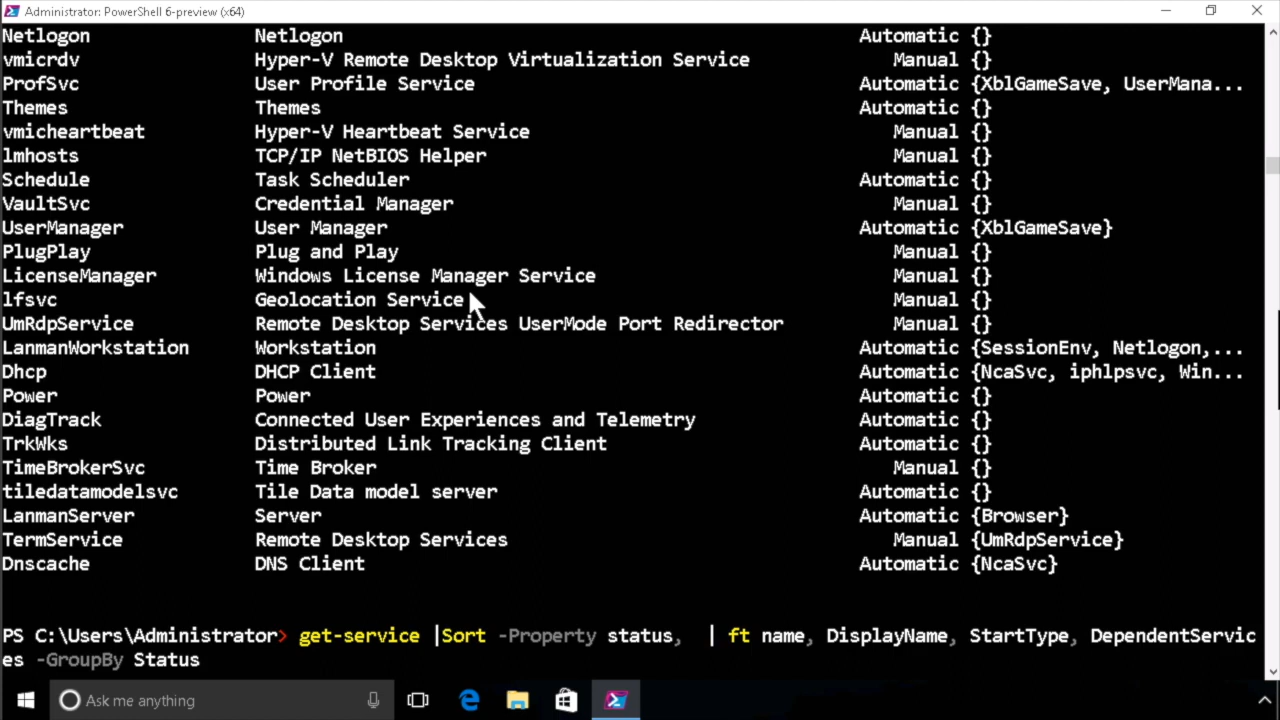 Administrator: PowerShell 6-preview (x64)
Netlogon Netlogon Automatic {}
vmicrdv Hyper-V Remote Desktop Virtualization Service Manual {}
ProfSvc User Profile Service Automatic {XblGameSave, UserMana...
Themes Themes Automatic {}
vmicheartbeat Hyper-V Heartbeat Service Manual {}
lmhosts TCP/IP NetBIOS Helper Manual {}
Schedule Task Scheduler Automatic {}
VaultSvc Credential Manager Manual {}
UserManager User Manager Automatic {XblGameSave}
PlugPlay Plug and Play Manual {}
LicenseManager Windows License Manager Service Manual {}
lfsvc Geolocation Service Manual {}
UmRdpService Remote Desktop Services UserMode Port Redirector Manual {}
LanmanWorkstation Workstation Automatic {SessionEnv, Netlogon,...
Dhcp DHCP Client Automatic {NcaSvc, iphlpsvc, Win...
Power Power Automatic {}
DiagTrack Connected User Experiences and Telemetry Automatic {}
TrkWks Distributed Link Tracking Client Automatic {}
TimeBrokerSvc Time Broker Manual {}
tiledatamodelsvc Tile Data model server Automatic {}
LanmanServer Server Automatic {Browser}
TermService Remote Desktop Services Manual {UmRdpService}
Dnscache DNS Client Automatic {NcaSvc}
PS C:\Users\Administrator> get-service |Sort -Property status,  | ft name, DisplayName, StartType, DependentServic
es -GroupBy Status
Ask me anything